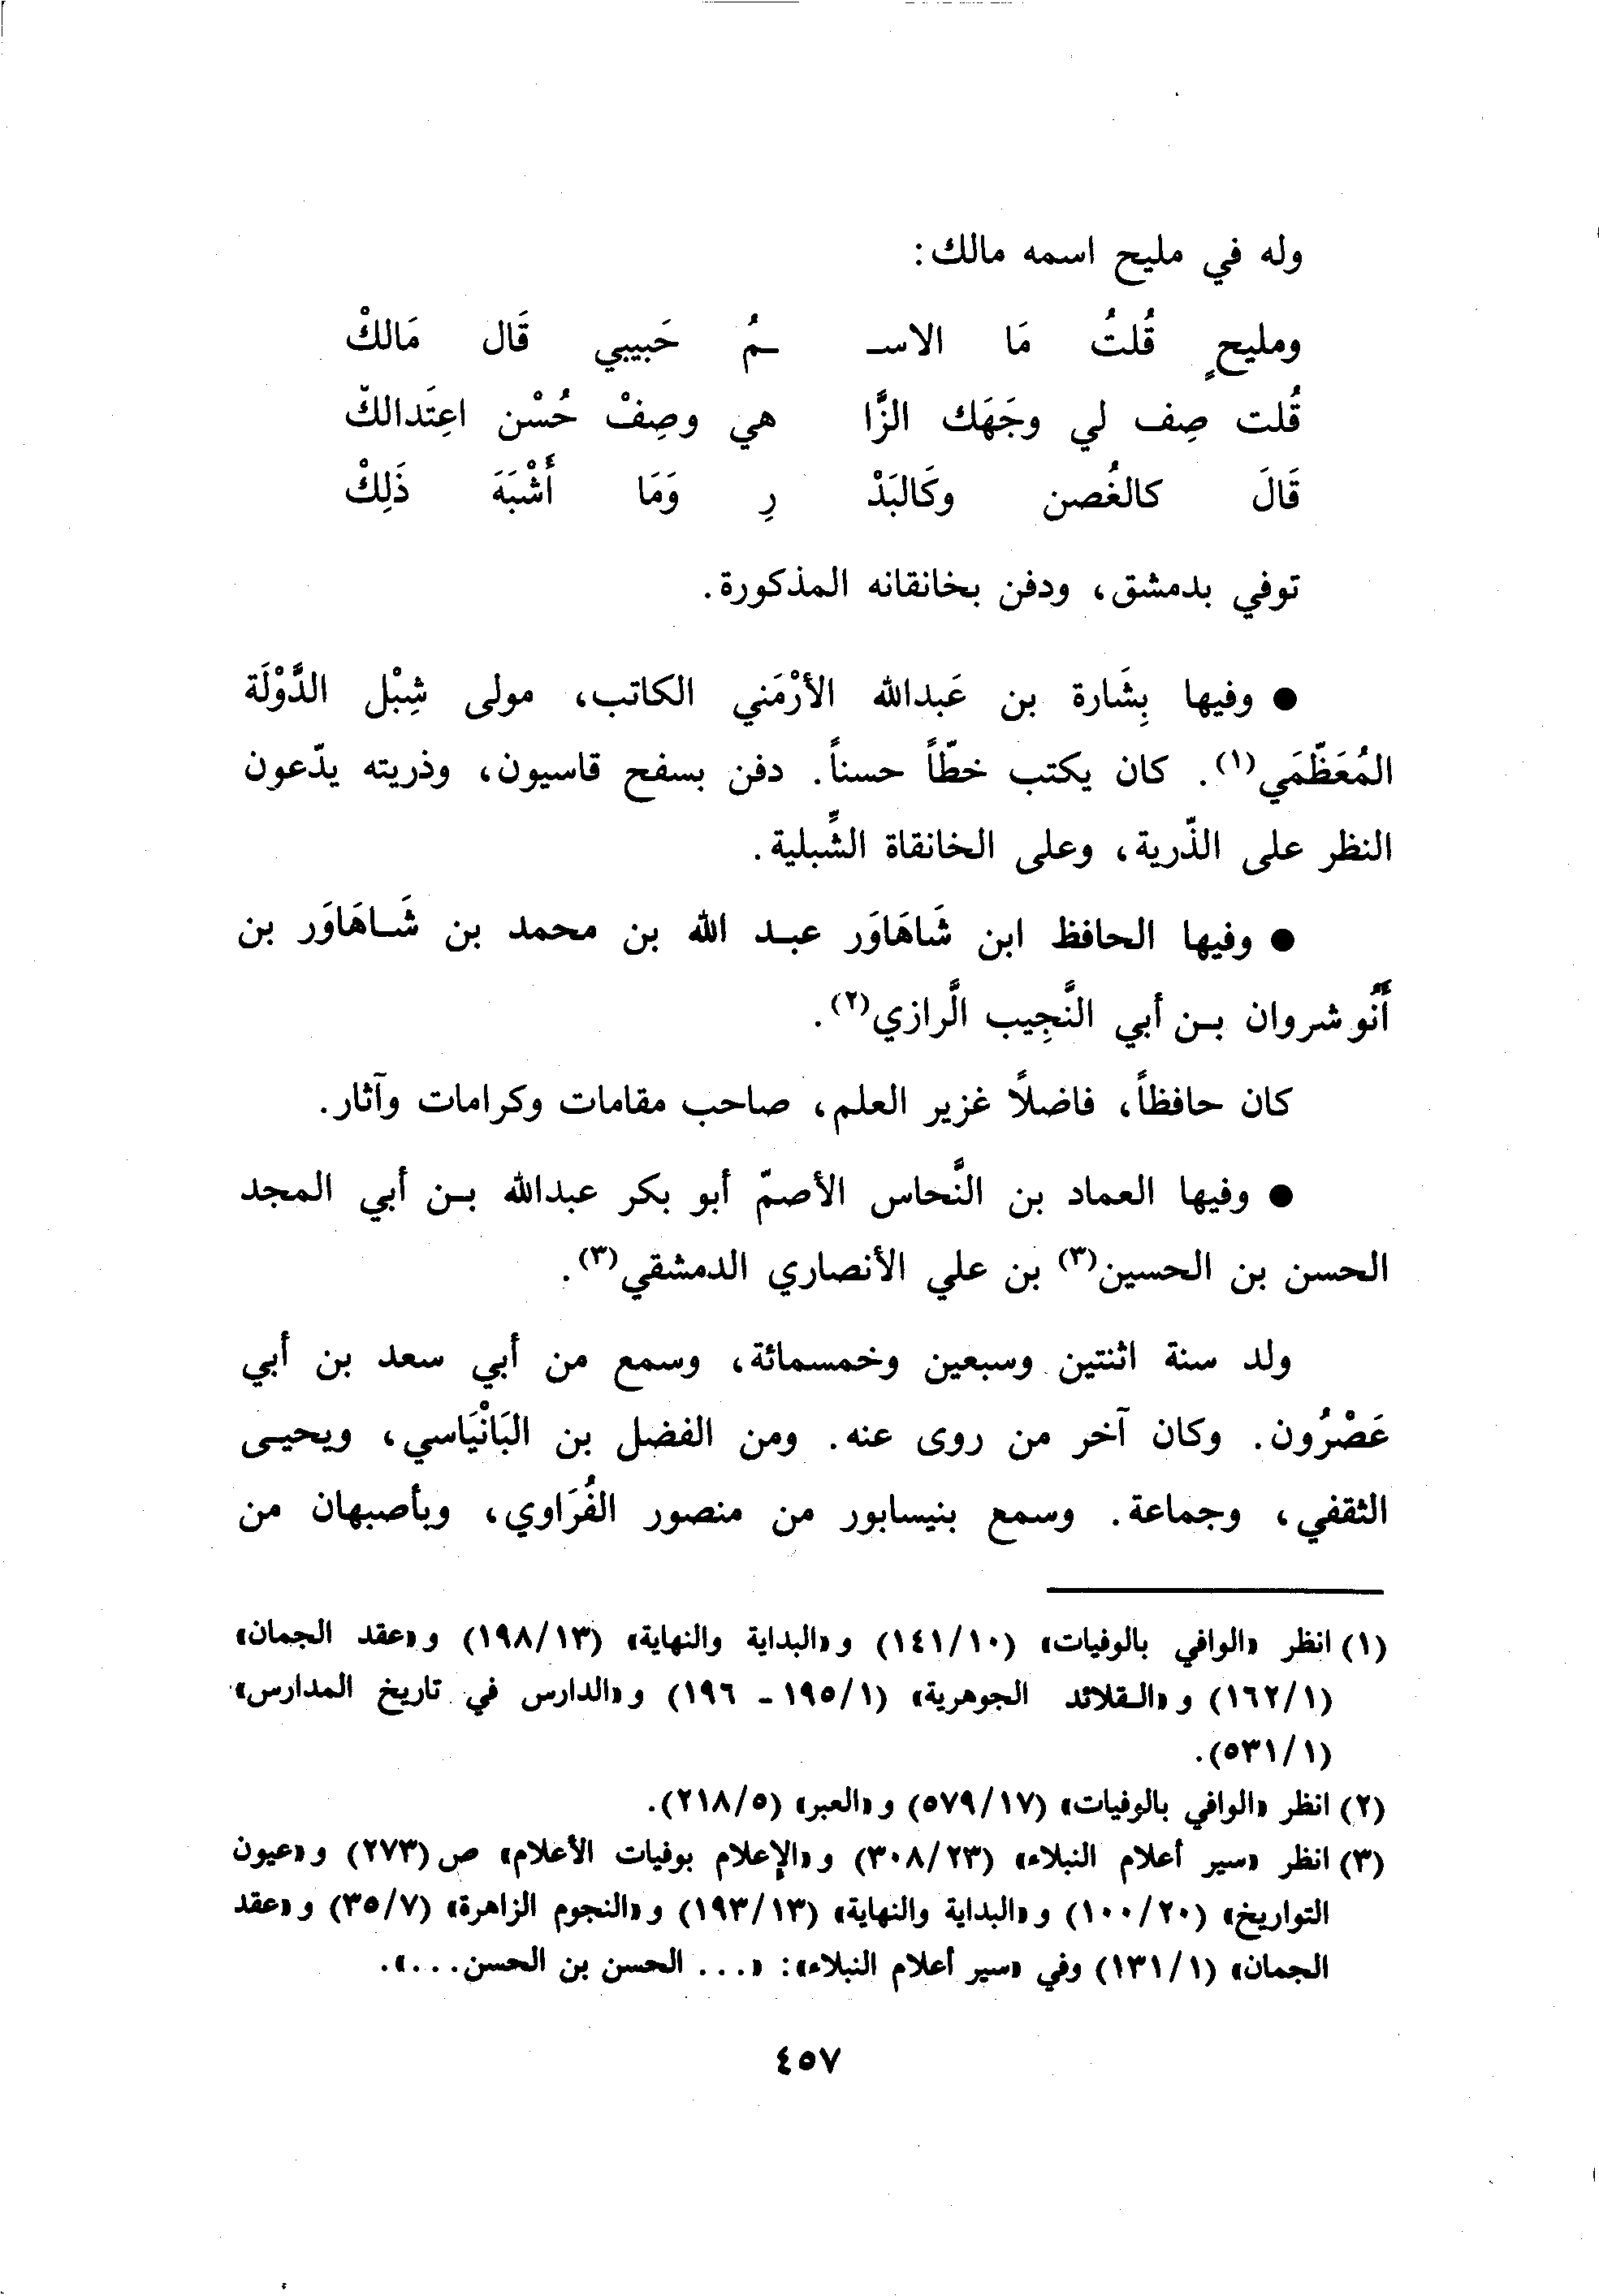 وله في مليح اسمه مالك:
ومليحٍ قُلتُ مَا الاسـ ـمُ حَبيبي قَال مَالكْ
قُلت صِف لي وجَهَك الزَّا هي وصِفْ حُسْن اعِتَدالكْ
قَالَ كالغُصن وكَالبَدْ رِ وَمَا أَشْبَهَ ذَلِكْ
توفي بدمشق، ودفن بخانقانه المذكورة.
● وفيها بِشَارة بن عَبدالله الأرْمَني الكاتب، مولى شِبْل الدَّوْلَة
المُعَظَّمَي(١). كان يكتب خطّاً حسناً. دفن بسفح قاسيون، وذريته يدّعون
النظر على الذّرية، وعلى الخانقاة الشِّبلية.
● وفيها الحافظ ابن شَاهَاوَر عبـد الله بن محمد بن شَـاهَاوَر بن
أنُو شروان بـن أبي النَّجِيب الَّرازي(٢).
كان حافظاً، فاضلًا غزير العلم، صاحب مقامات وكرامات وآثار.
● وفيها العماد بن النَّحاس الأصمّ أبو بكر عبدالله بـن أبي المجد
الحسن بن الحسين(٣) بن علي الأنصاري الدمشقي(٣).
ولد سنة اثنتين وسبعين وخمسمائة، وسمع من أبي سعد بن أبي
عَصْرُون. وكان آخر من روى عنه. ومن الفضل بن البَانْيَاسي، ويحيـى
الثقفي، وجماعة. وسمع بنيسابور من منصور الفُرَاوي، وبأصبهان من
(١) انظر «الوافي بالوفيات» (١٤١/١٠) و«البداية والنهاية» (١٩٨/١٣) و«عقد الجمان»
(١٦٢/١) و«الـقلائد الجوهرية» (١٩٥/١ - ١٩٦) و«الدارس في تاريخ المدارس»
(٥٣١/١).
(٢) انظر «الوافي بالوفيات» (٥٧٩/١٧) و«العبر» (٢١٨/٥).
(٣) انظر «سير أعلام النبلاء» (٣٠٨/٢٣) و«الإعلام بوفيات الأعلام» ص (٢٧٣) و«عيون
التواريخ» (١٠٠/٢٠) و«البداية والنهاية» (١٩٣/١٣) و«النجوم الزاهرة» (٣٥/٧) و«عقد
الجمان» (١٣١/١) وفي «سير أعلام النبلاء»: «... الحسن بن الحسن...».
٤٥٧